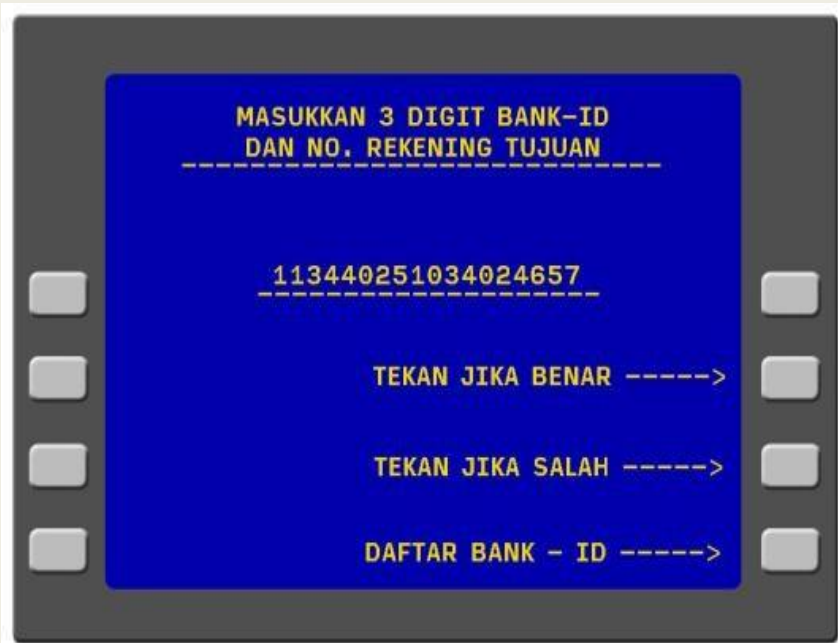 MASUKKAN 3 DIGIT BANK-ID
DAN NO. REKENING TUJUAN
113440251034024657
TEKAN JIKA BENAR ----->
TEKAN JIKA SALAH ----->
DAFTAR BANK - ID ----->